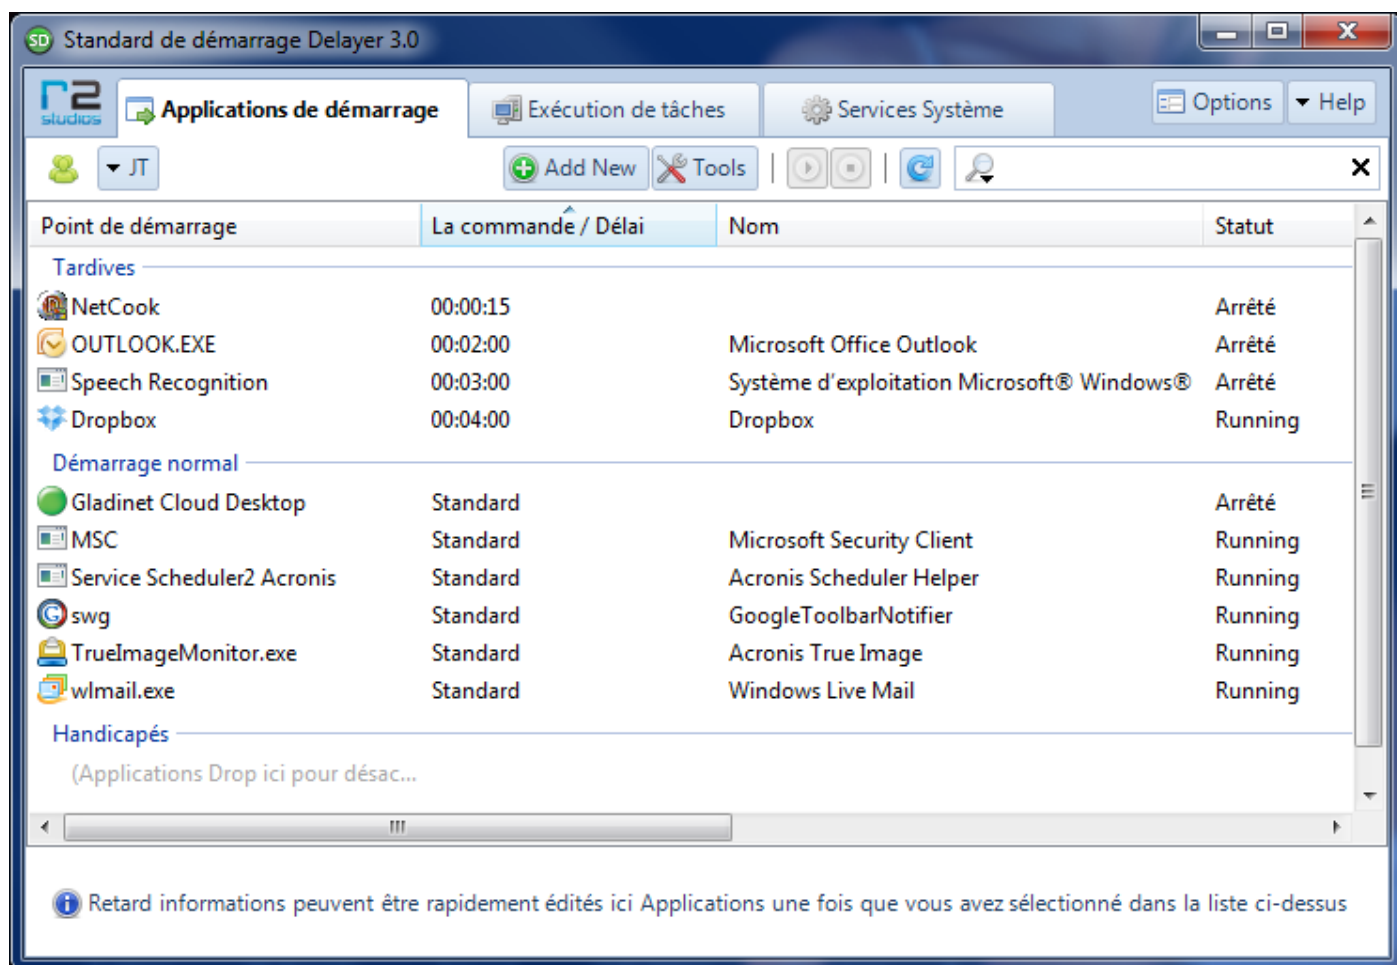 SD Standard de démarrage Delayer 3.0
r2 studios Applications de démarrage Exécution de tâches Services Système Options Help
JT Add New Tools
Point de démarrage La commande / Délai Nom Statut
Tardives
NetCook 00:00:15 Arrêté
OUTLOOK.EXE 00:02:00 Microsoft Office Outlook Arrêté
Speech Recognition 00:03:00 Système d'exploitation Microsoft® Windows® Arrêté
Dropbox 00:04:00 Dropbox Running
Démarrage normal
Gladinet Cloud Desktop Standard Arrêté
MSC Standard Microsoft Security Client Running
Service Scheduler2 Acronis Standard Acronis Scheduler Helper Running
swg Standard GoogleToolbarNotifier Running
TrueImageMonitor.exe Standard Acronis True Image Running
wlmail.exe Standard Windows Live Mail Running
Handicapés
(Applications Drop ici pour désac...
Retard informations peuvent être rapidement édités ici Applications une fois que vous avez sélectionné dans la liste ci-dessus